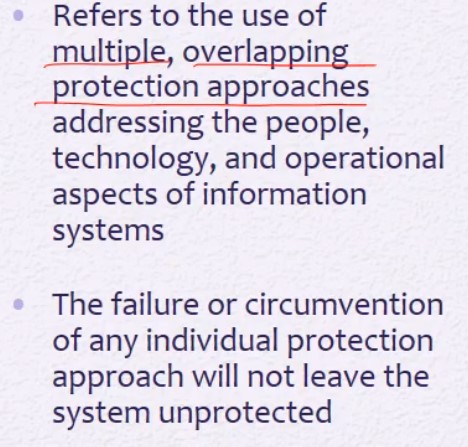 • Refers to the use of
multiple, overlapping
protection approaches
addressing the people,
technology, and operational
aspects of information
systems
• The failure or circumvention
of any individual protection
approach will not leave the
system unprotected